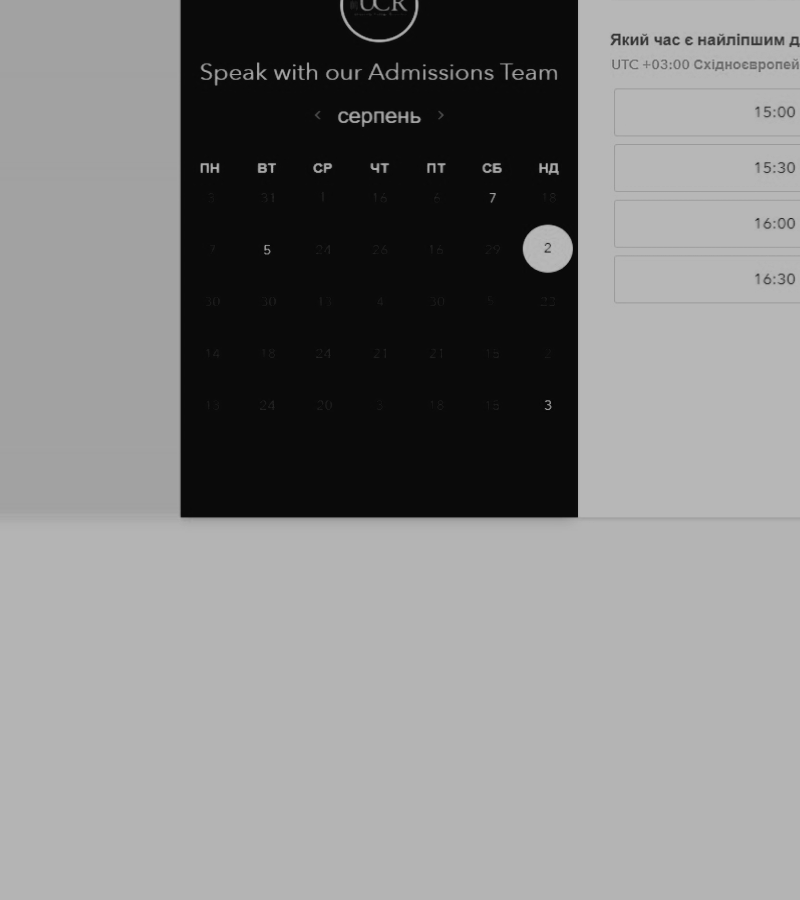 UCR
Speak with our Admissions Team
< серпень >
ПН ВТ СР ЧТ ПТ СБ НД
3 31 1 16 6 7 18
7 5 24 26 16 29 2
30 30 13 4 30 5 22
14 18 24 21 21 15 2
13 24 20 3 18 15 3
Який час є найліпшим
UTC +03:00 Східноєвропей
15:00
15:30
16:00
16:30